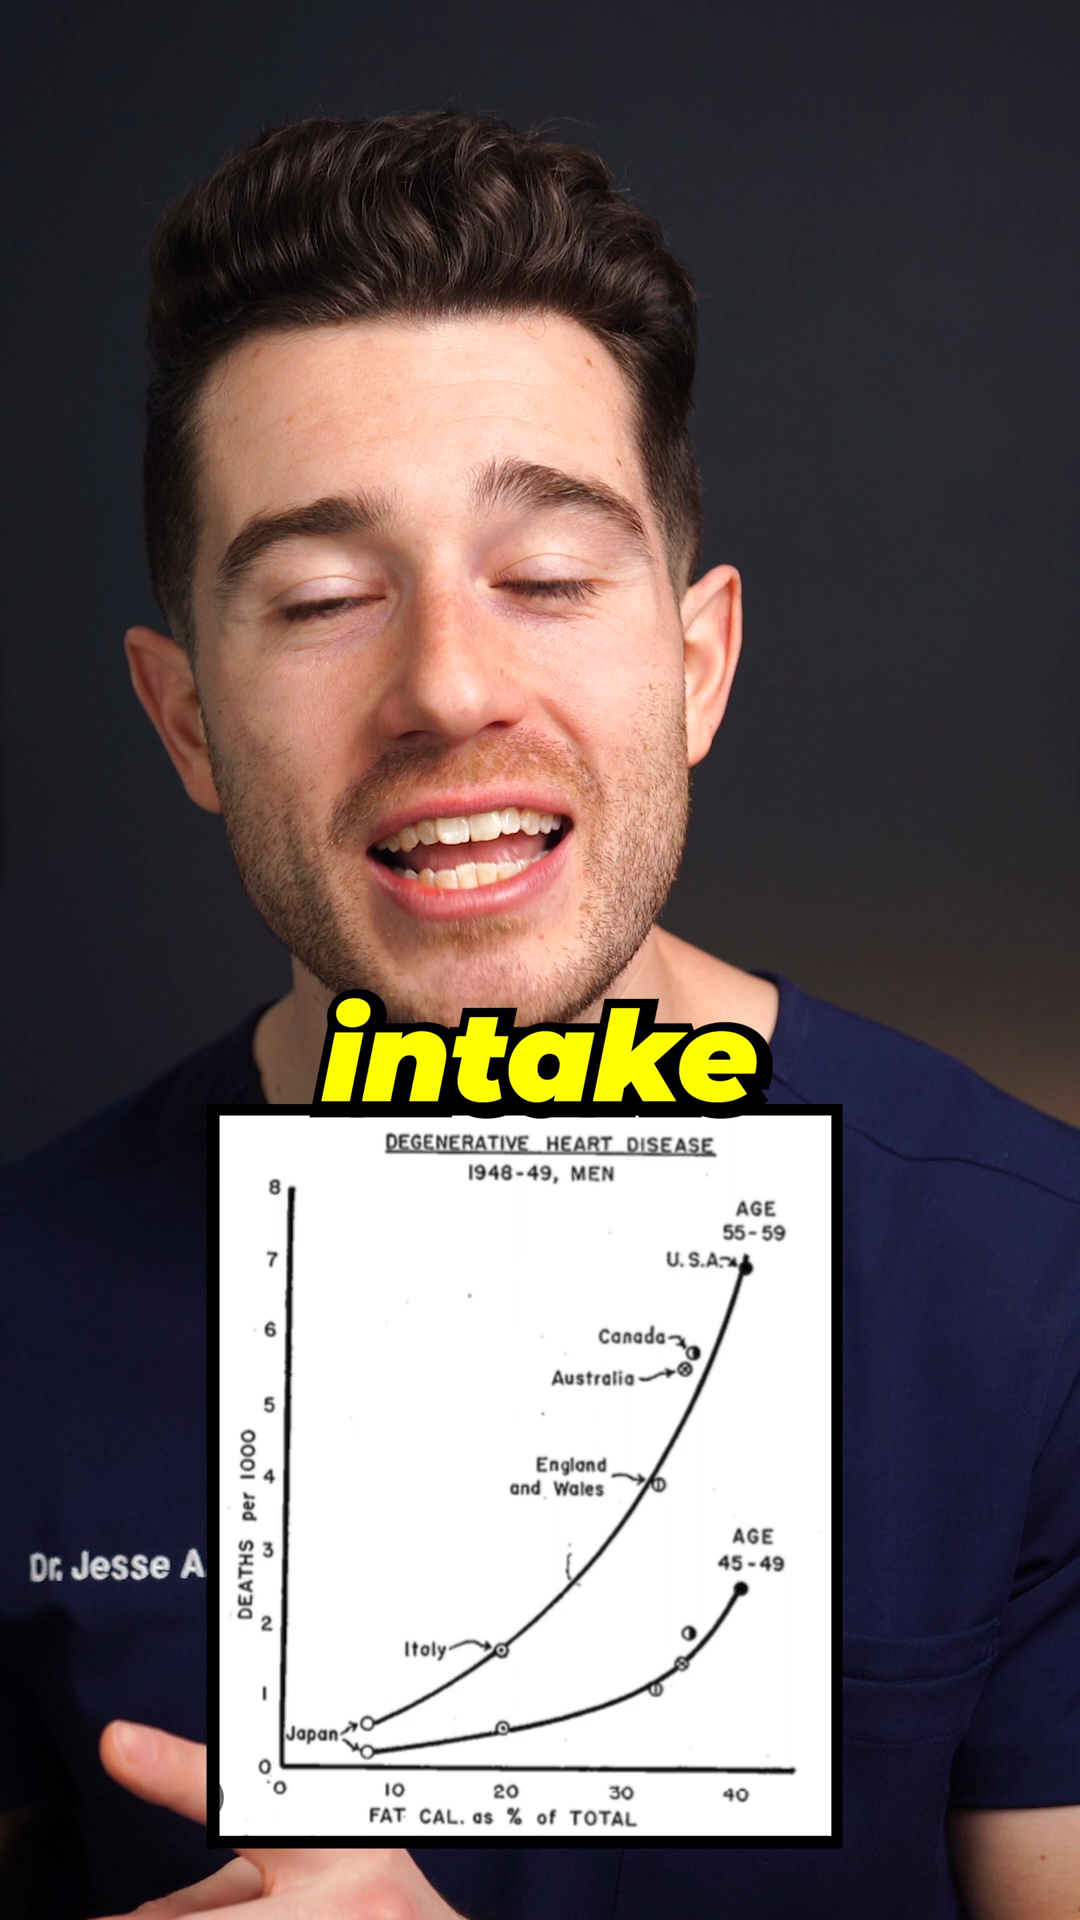 intake
DEGENERATIVE HEART DISEASE
1948-49, MEN
8
AGE
55-59
7
U.S.A.
6
Canada
Australia
5
DEATHS per 1000
England
and Wales
4
AGE
45-49
3
Dr. Jesse A.
2
Italy
1
Japan
0
0 10 20 30 40
FAT CAL. as % of TOTAL